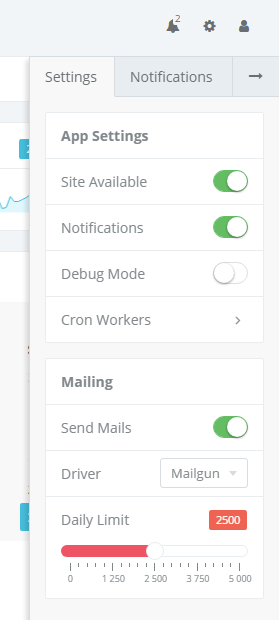 2
Settings Notifications
App Settings
Site Available
Notifications
Debug Mode
Cron Workers
Mailing
Send Mails
Driver Mailgun
Daily Limit 2500
0 1 250 2 500 3 750 5 000